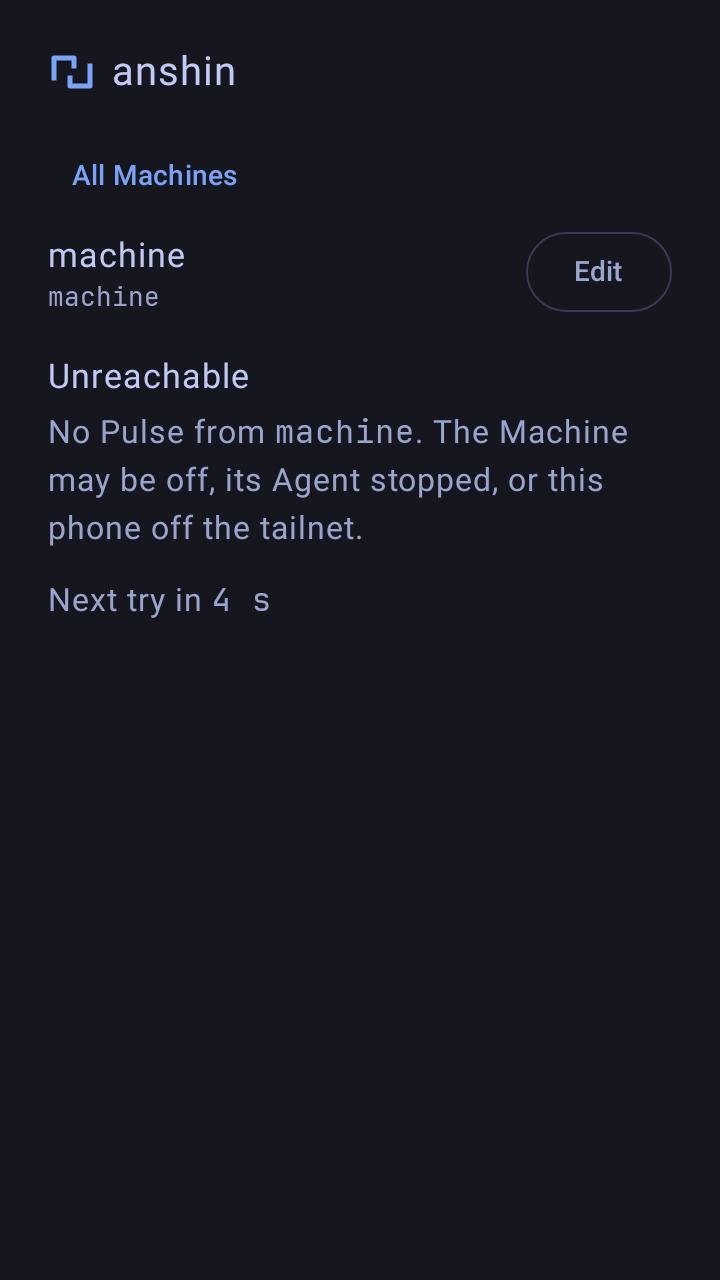 anshin
All Machines
machine
machine
Edit
Unreachable
No Pulse from machine. The Machine
may be off, its Agent stopped, or this
phone off the tailnet.
Next try in 4 s